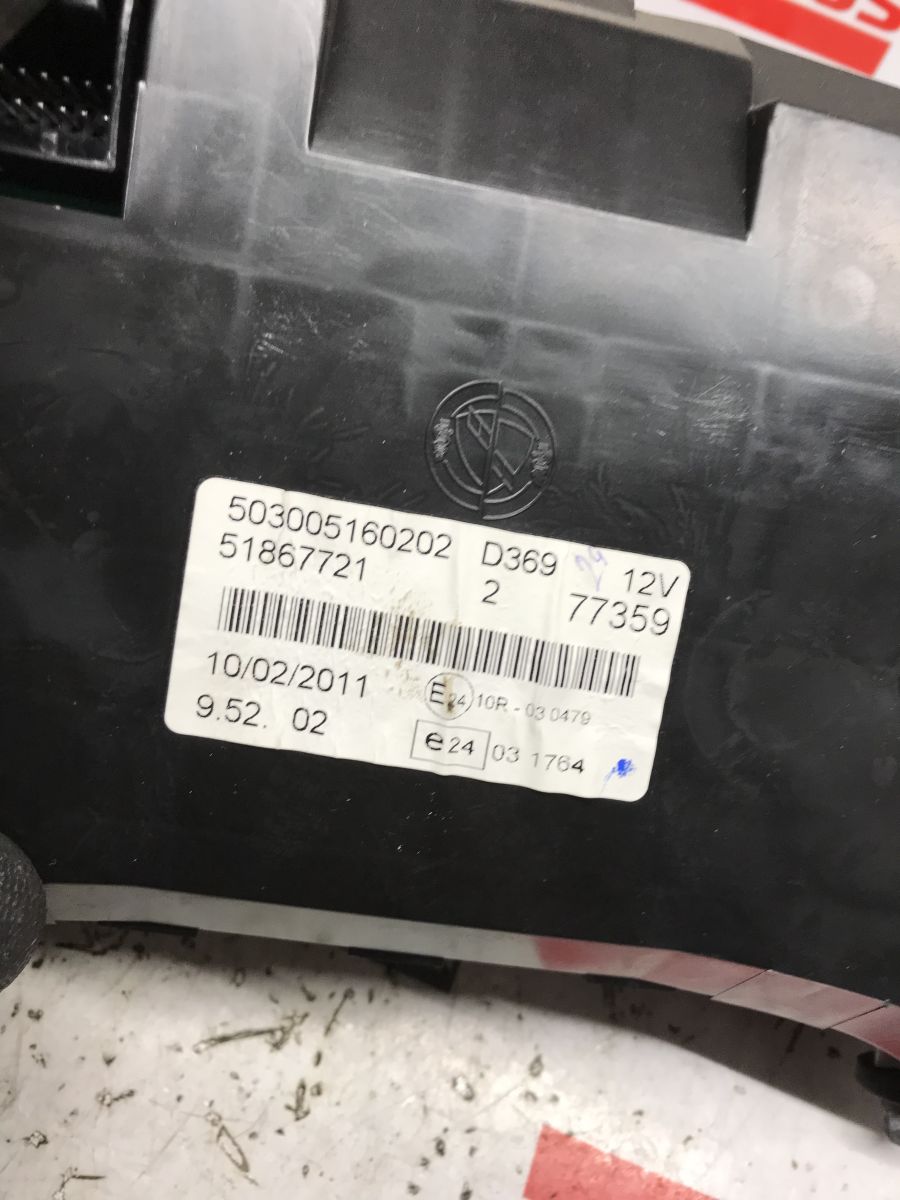 503005160202 D369 12V
51867721 2 77359
10/02/2011 E24 10R - 03 0479
9.52. 02 e24 03 1764